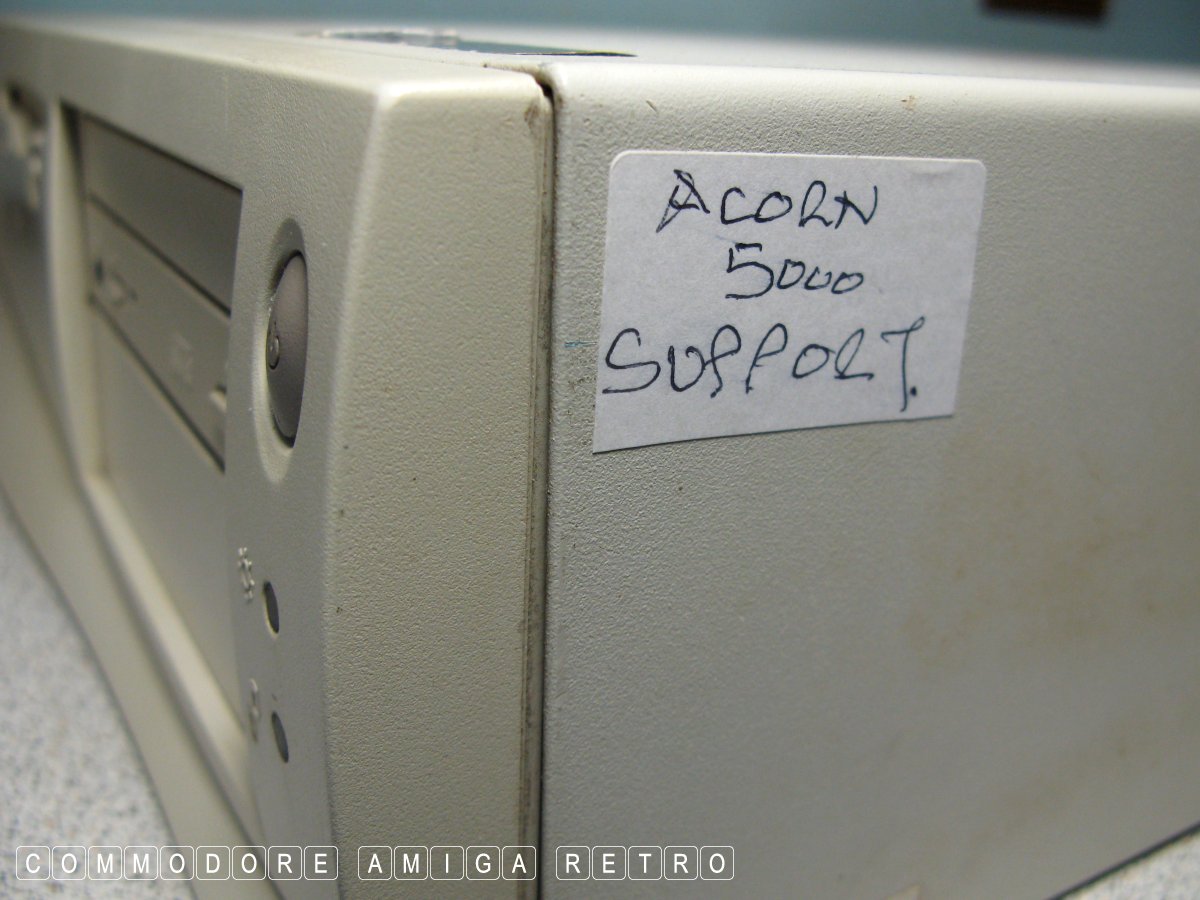 ACORN
5000
SUPPORT.
COMMODORE AMIGA RETRO